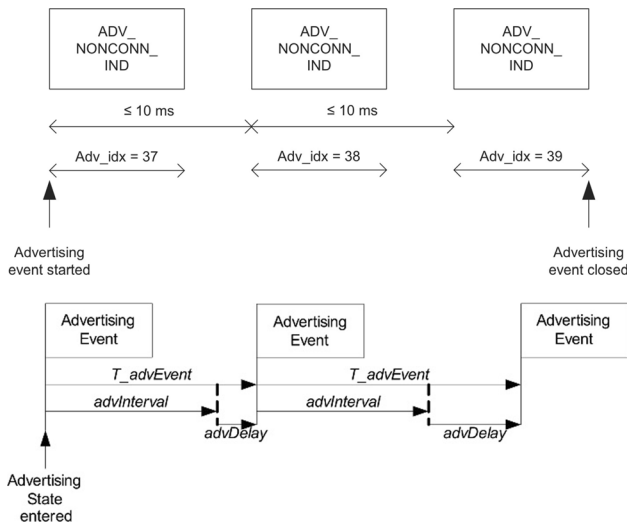 ADV_
NONCONN_
IND
ADV_
NONCONN_
IND
ADV_
NONCONN_
IND
≤ 10 ms
≤ 10 ms
Adv_idx = 37
Adv_idx = 38
Adv_idx = 39
Advertising
event started
Advertising
event closed
Advertising
Event
Advertising
Event
Advertising
Event
T_advEvent
T_advEvent
advInterval
advInterval
advDelay
advDelay
Advertising
State
entered